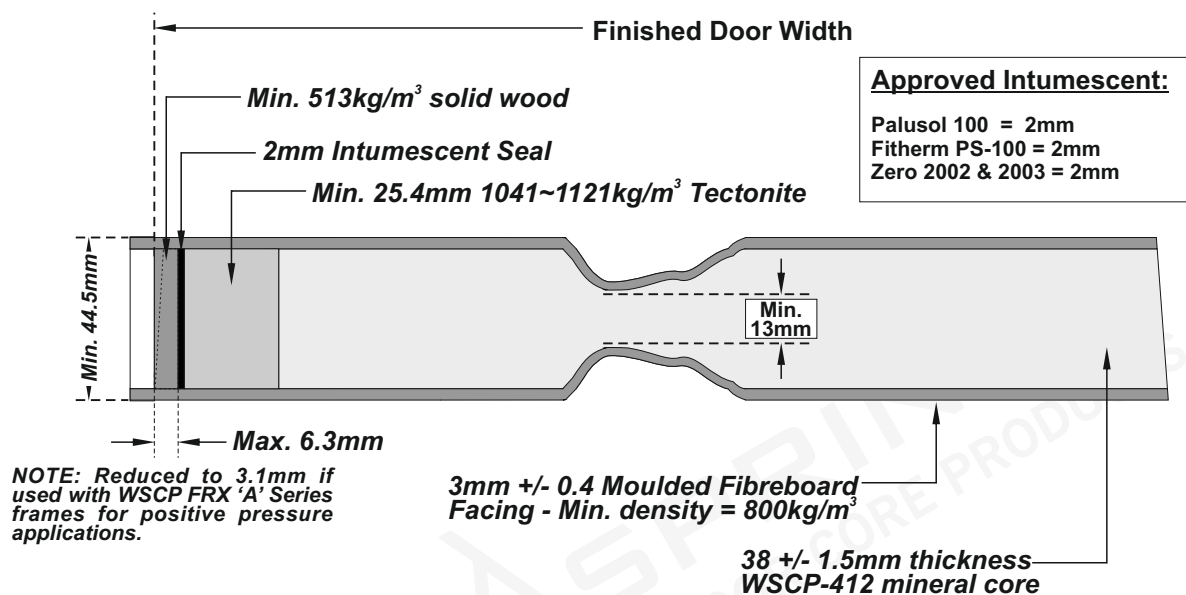 Finished Door Width
Min. 513kg/m³ solid wood
2mm Intumescent Seal
Min. 25.4mm 1041~1121kg/m³ Tectonite
Approved Intumescent:
Palusol 100 = 2mm
Fitherm PS-100 = 2mm
Zero 2002 & 2003 = 2mm
Min. 44.5mm
Min.
13mm
Max. 6.3mm
NOTE: Reduced to 3.1mm if
used with WSCP FRX ‘A’ Series
frames for positive pressure
applications.
3mm +/- 0.4 Moulded Fibreboard
Facing - Min. density = 800kg/m³
38 +/- 1.5mm thickness
WSCP-412 mineral core
CORE PRODUCTS